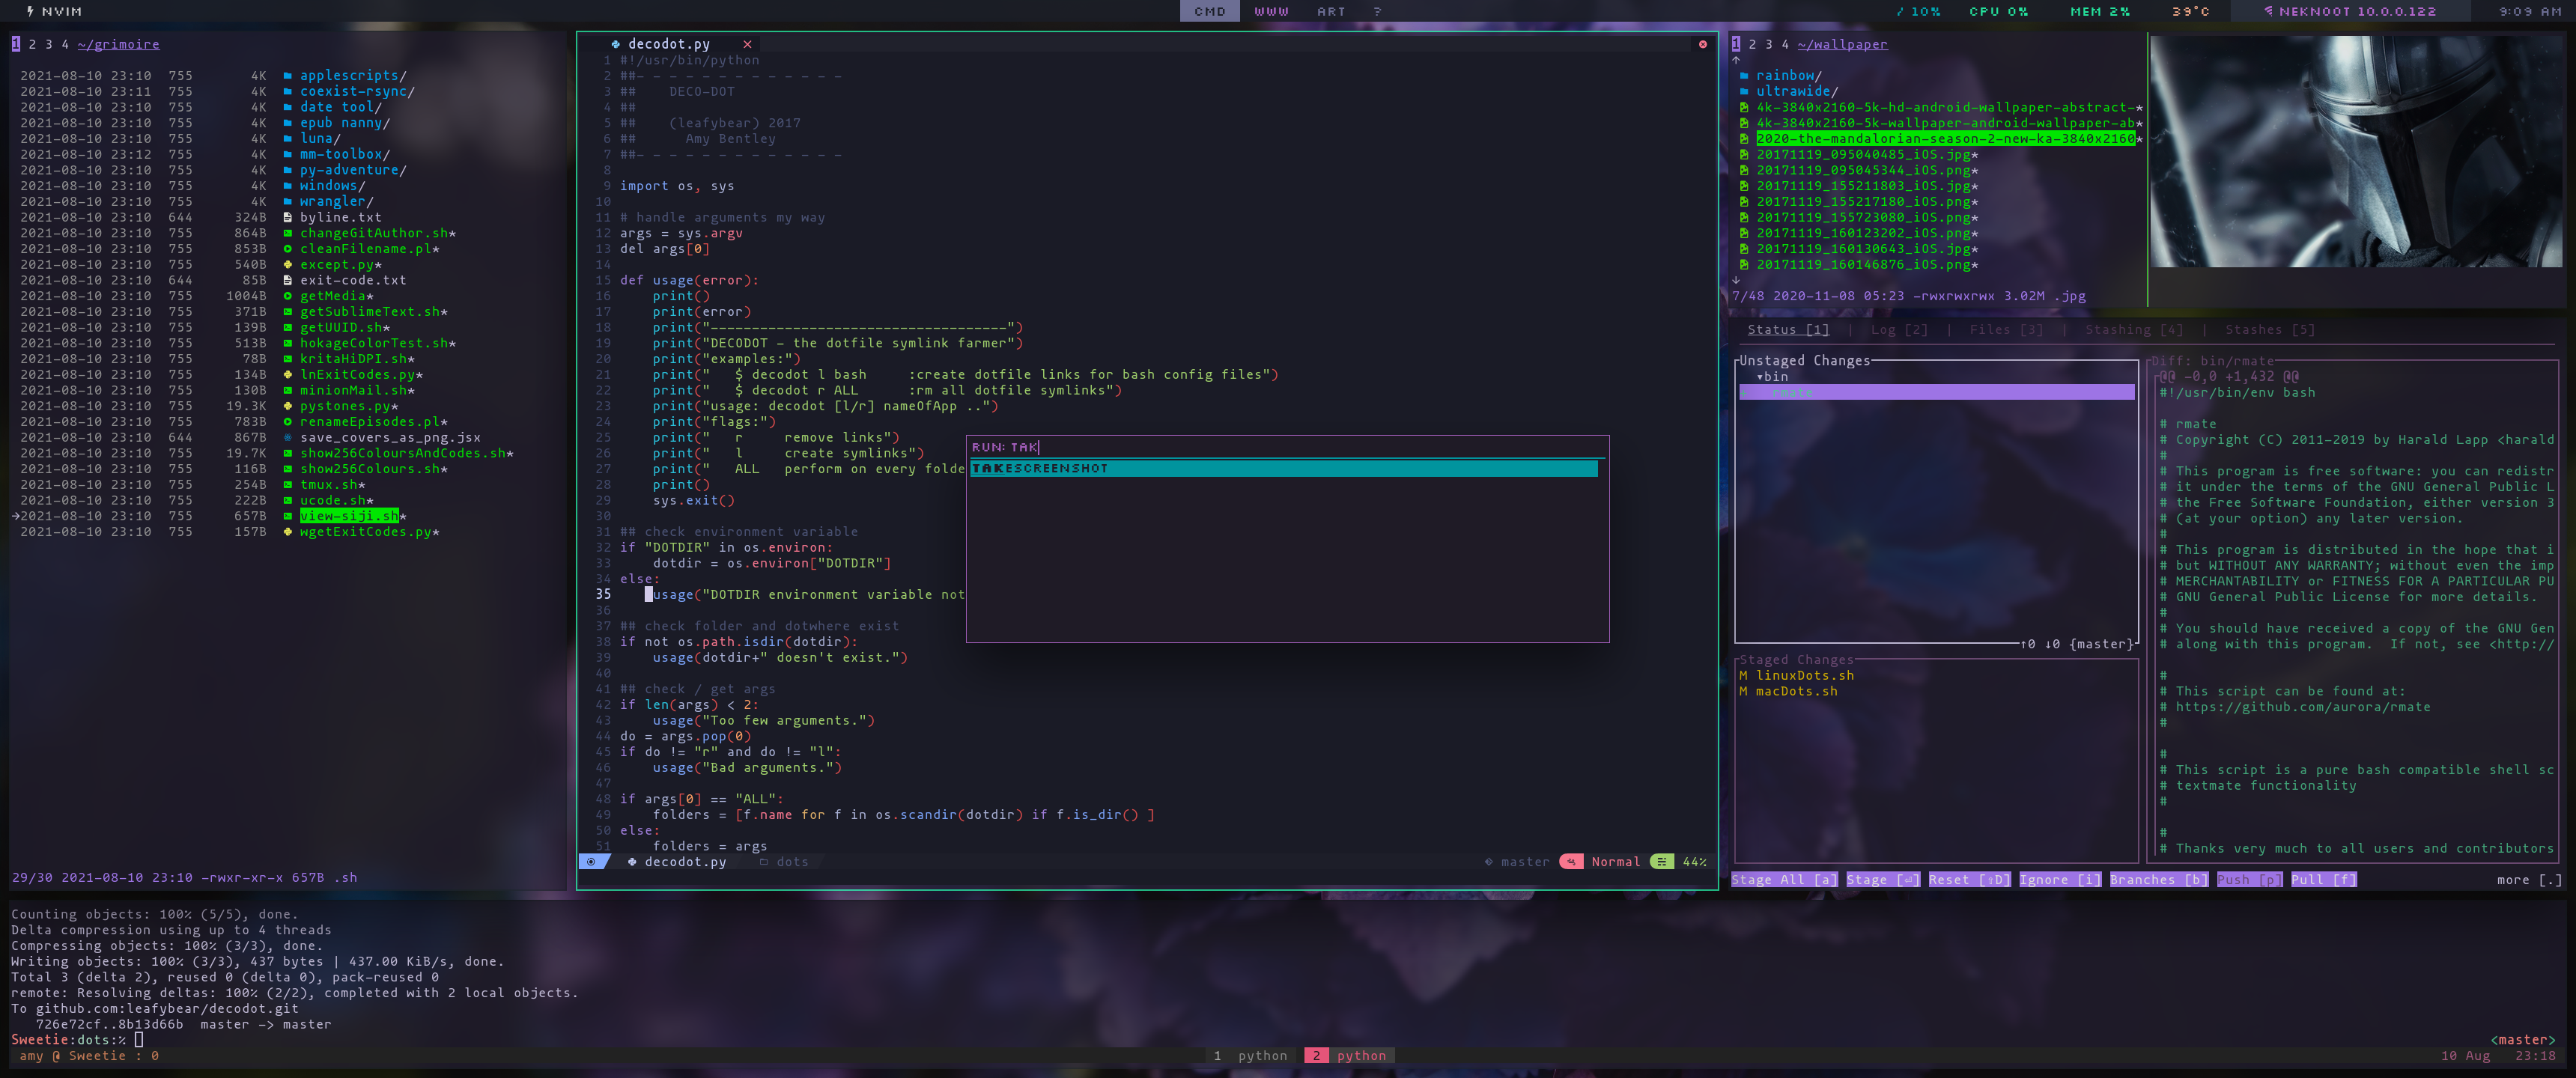 NVIM
CMD WWW ART ?
10% CPU 0% MEM 2% 39°C NEKNOOT 10.0.0.122 9:09 AM
1 2 3 4 ~/grimoire
2021-08-10 23:10 755 4K applescripts/
2021-08-10 23:11 755 4K coexist-rsync/
2021-08-10 23:10 755 4K date tool/
2021-08-10 23:10 755 4K epub nanny/
2021-08-10 23:10 755 4K luna/
2021-08-10 23:12 755 4K mm-toolbox/
2021-08-10 23:10 755 4K py-adventure/
2021-08-10 23:10 755 4K windows/
2021-08-10 23:10 755 4K wrangler/
2021-08-10 23:10 644 324B byline.txt
2021-08-10 23:10 755 864B changeGitAuthor.sh*
2021-08-10 23:10 755 853B cleanFilename.pl*
2021-08-10 23:10 755 540B except.py*
2021-08-10 23:10 644 85B exit-code.txt
2021-08-10 23:10 755 1004B getMedia*
2021-08-10 23:10 755 371B getSublimeText.sh*
2021-08-10 23:10 755 139B getUUID.sh*
2021-08-10 23:10 755 513B hokageColorTest.sh*
2021-08-10 23:10 755 78B kritaHiDPI.sh*
2021-08-10 23:10 755 134B lnExitCodes.py*
2021-08-10 23:10 755 130B minionMail.sh*
2021-08-10 23:10 755 19.3K pystones.py*
2021-08-10 23:10 755 783B renameEpisodes.pl*
2021-08-10 23:10 644 867B save_covers_as_png.jsx
2021-08-10 23:10 755 19.7K show256ColoursAndCodes.sh*
2021-08-10 23:10 755 116B show256Colours.sh*
2021-08-10 23:10 755 254B tmux.sh*
2021-08-10 23:10 755 222B ucode.sh*
→2021-08-10 23:10 755 657B view-siji.sh*
2021-08-10 23:10 755 157B wgetExitCodes.py*
29/30 2021-08-10 23:10 -rwxr-xr-x 657B .sh
decodot.py ×
1 #!/usr/bin/python
2 ##- - - - - - - - - - - - -
3 ##    DECO-DOT
4 ##
5 ##    (leafybear) 2017
6 ##      Amy Bentley
7 ##- - - - - - - - - - - - -
8
9 import os, sys
10
11 # handle arguments my way
12 args = sys.argv
13 del args[0]
14
15 def usage(error):
16     print()
17     print(error)
18     print("------------------------------------")
19     print("DECODOT - the dotfile symlink farmer")
20     print("examples:")
21     print("   $ decodot l bash     :create dotfile links for bash config files")
22     print("   $ decodot r ALL      :rm all dotfile symlinks")
23     print("usage: decodot [l/r] nameOfApp ..")
24     print("flags:")
25     print("   r     remove links")
26     print("   l     create symlinks")
27     print("   ALL   perform on every folde
28     print()
29     sys.exit()
30
31 ## check environment variable
32 if "DOTDIR" in os.environ:
33     dotdir = os.environ["DOTDIR"]
34 else:
35     usage("DOTDIR environment variable not
36
37 ## check folder and dotwhere exist
38 if not os.path.isdir(dotdir):
39     usage(dotdir+" doesn't exist.")
40
41 ## check / get args
42 if len(args) < 2:
43     usage("Too few arguments.")
44 do = args.pop(0)
45 if do != "r" and do != "l":
46     usage("Bad arguments.")
47
48 if args[0] == "ALL":
49     folders = [f.name for f in os.scandir(dotdir) if f.is_dir() ]
50 else:
51     folders = args
decodot.py dots master Normal 44%
RUN: TAK
TAKESCREENSHOT
1 2 3 4 ~/wallpaper
↑
rainbow/
ultrawide/
4k-3840x2160-5k-hd-android-wallpaper-abstract-*
4k-3840x2160-5k-wallpaper-android-wallpaper-ab*
2020-the-mandalorian-season-2-new-ka-3840x2160*
20171119_095040485_iOS.jpg*
20171119_095045344_iOS.png*
20171119_155211803_iOS.jpg*
20171119_155217180_iOS.png*
20171119_155723080_iOS.png*
20171119_160123202_iOS.png*
20171119_160130643_iOS.jpg*
20171119_160146876_iOS.png*
↓
7/48 2020-11-08 05:23 -rwxrwxrwx 3.02M .jpg
Status [1] | Log [2] | Files [3] | Stashing [4] | Stashes [5]
Unstaged Changes
▾bin
rmate
↑0 ↓0 {master}
Staged Changes
M linuxDots.sh
M macDots.sh
Diff: bin/rmate
@@ -0,0 +1,432 @@
#!/usr/bin/env bash
# rmate
# Copyright (C) 2011-2019 by Harald Lapp <harald
#
# This program is free software: you can redistr
# it under the terms of the GNU General Public L
# the Free Software Foundation, either version 3
# (at your option) any later version.
#
# This program is distributed in the hope that i
# but WITHOUT ANY WARRANTY; without even the imp
# MERCHANTABILITY or FITNESS FOR A PARTICULAR PU
# GNU General Public License for more details.
#
# You should have received a copy of the GNU Gen
# along with this program.  If not, see <http://
#
# This script can be found at:
# https://github.com/aurora/rmate
#
#
# This script is a pure bash compatible shell sc
# textmate functionality
#
#
# Thanks very much to all users and contributors
Stage All [a] Stage [⏎] Reset [⇧D] Ignore [i] Branches [b] Push [p] Pull [f] more [.]
Counting objects: 100% (5/5), done.
Delta compression using up to 4 threads
Compressing objects: 100% (3/3), done.
Writing objects: 100% (3/3), 437 bytes | 437.00 KiB/s, done.
Total 3 (delta 2), reused 0 (delta 0), pack-reused 0
remote: Resolving deltas: 100% (2/2), completed with 2 local objects.
To github.com:leafybear/decodot.git
   726e72cf..8b13d66b  master -> master
Sweetie:dots:% <master>
amy @ Sweetie : 0 1 python 2 python 10 Aug 23:18